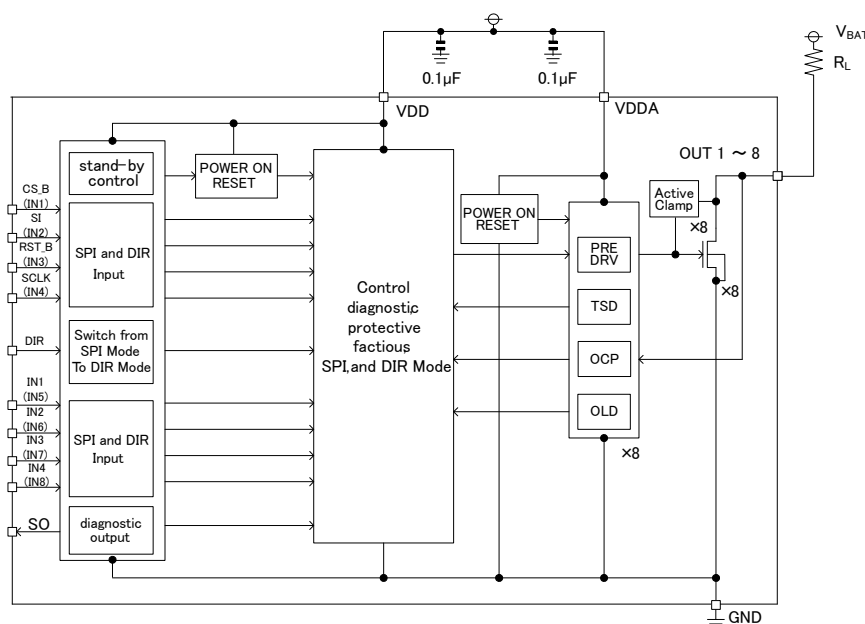 0.1μF
0.1μF
VBAT
RL
VDD
VDDA
OUT 1 ～ 8
stand-by
control
POWER ON
RESET
CS_B
(IN1)
SI
(IN2)
RST_B
(IN3)
SCLK
(IN4)
SPI and DIR
Input
DIR
Switch from
SPI Mode
To DIR Mode
IN1
(IN5)
IN2
(IN6)
IN3
(IN7)
IN4
(IN8)
SPI and DIR
Input
SO
diagnostic
output
Control
diagnostic,
protective
factious,
SPI,and DIR Mode
POWER ON
RESET
PRE
DRV
TSD
OCP
OLD
×8
Active
Clamp
×8
×8
GND